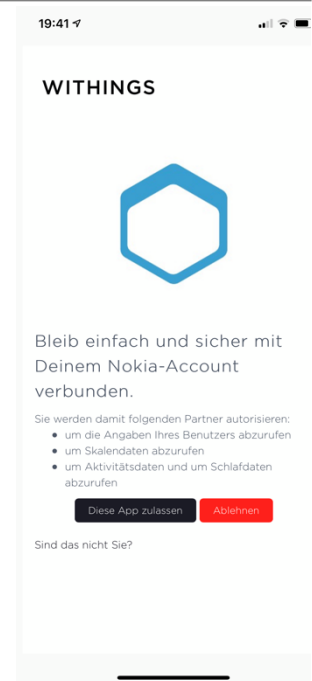 19:41
WITHINGS
Bleib einfach und sicher mit
Deinem Nokia-Account
verbunden.
Sie werden damit folgenden Partner autorisieren:
um die Angaben Ihres Benutzers abzurufen
um Skalendaten abzurufen
um Aktivitätsdaten und um Schlafdaten
abzurufen
Diese App zulassen Ablehnen
Sind das nicht Sie?